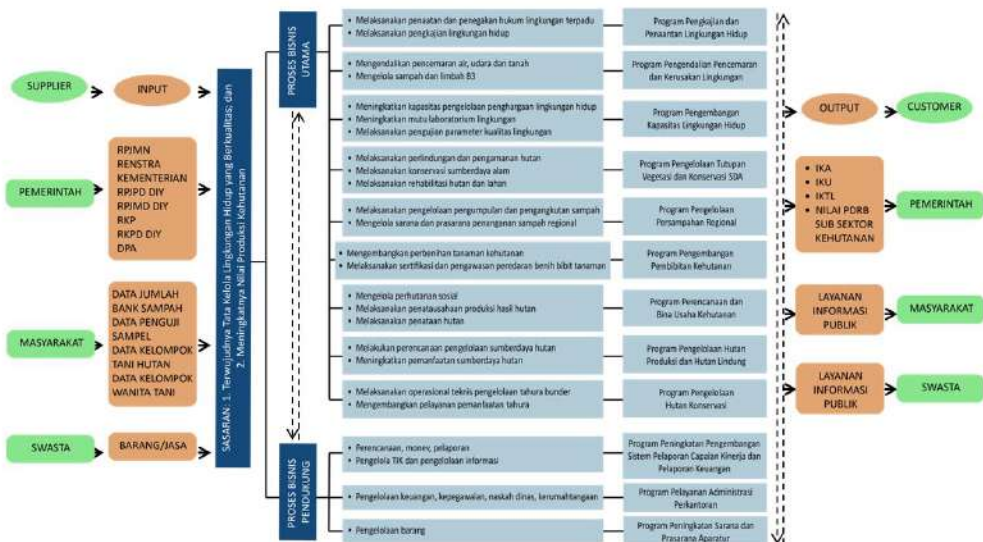 SUPPLIER
INPUT
PEMERINTAH
RPJMN
RENSTRA
KEMENTERIAN
RPJPD DIY
RPJMD DIY
RKP
RKPD DIY
DPA
MASYARAKAT
DATA JUMLAH
BANK SAMPAH
DATA PENGUJI
SAMPEL
DATA KELOMPOK
TANI HUTAN
DATA KELOMPOK
WANITA TANI
SWASTA
BARANG/JASA
SASARAN: 1. Terwujudnya Tata Kelola Lingkungan Hidup yang Berkualitas; dan
2. Meningkatnya Nilai Produksi Kehutanan
PROSES BISNIS
UTAMA
• Melaksanakan penaatan dan penegakan hukum lingkungan terpadu
• Melaksanakan pengkajian lingkungan hidup
Program Pengkajian dan
Penaantan Lingkungan Hidup
• Mengendalikan pencemaran air, udara dan tanah
• Mengelola sampah dan limbah B3
Program Pengendalian Pencemaran
dan Kerusakan Lingkungan
• Meningkatkan kapasitas pengelolaan penghargaan lingkungan hidup
• Meningkatkan mutu laboratorium lingkungan
• Melaksanakan pengujian parameter kualitas lingkungan
Program Pengembangan
Kapasitas Lingkungan Hidup
• Melaksanakan perlindungan dan pengamanan hutan
• Melaksanakan konservasi sumberdaya alam
• Melaksanakan rehabilitasi hutan dan lahan
Program Pengelolaan Tutupan
Vegetasi dan Konservasi SDA
• Melaksanakan pengelolaan pengumpulan dan pengangkutan sampah
• Mengelola sarana dan prasarana penanganan sampah regional
Program Pengelolaan
Persampahan Regional
• Mengembangkan perbenihan tanaman kehutanan
• Melaksanakan sertifikasi dan pengawasan peredaran benih bibit tanaman
Program Pengembangan
Pembibitan Kehutanan
• Mengelola perhutanan sosial
• Melaksanakan penatausahaan produksi hasil hutan
• Melaksanakan penataan hutan
Program Perencanaan dan
Bina Usaha Kehutanan
• Melakukan perencanaan pengelolaan sumberdaya hutan
• Meningkatkan pemanfaatan sumberdaya hutan
Program Pengelolaan Hutan
Produksi dan Hutan Lindung
• Melaksanakan operasional teknis pengelolaan tahura bunder
• Mengembangkan pelayanan pemanfaatan tahura
Program Pengelolaan
Hutan Konservasi
PROSES BISNIS
PENDUKUNG
• Perencanaan, money, pelaporan
• Pengelola TIK dan pengelolaan informasi
Program Peningkatan Pengembangan
Sistem Pelaporan Capaian Kinerja dan
Pelaporan Keuangan
• Pengelolaan keuangan, kepegawaian, naskah dinas, kerumahtanggaan
Program Pelayanan Administrasi
Perkantoran
• Pengelolaan barang
Program Peningkatan Sarana dan
Prasarana Aparatur
OUTPUT
CUSTOMER
• IKA
• IKU
• IKTL
• NILAI PDRB
SUB SEKTOR
KEHUTANAN
PEMERINTAH
LAYANAN
INFORMASI
PUBLIK
MASYARAKAT
LAYANAN
INFORMASI
PUBLIK
SWASTA